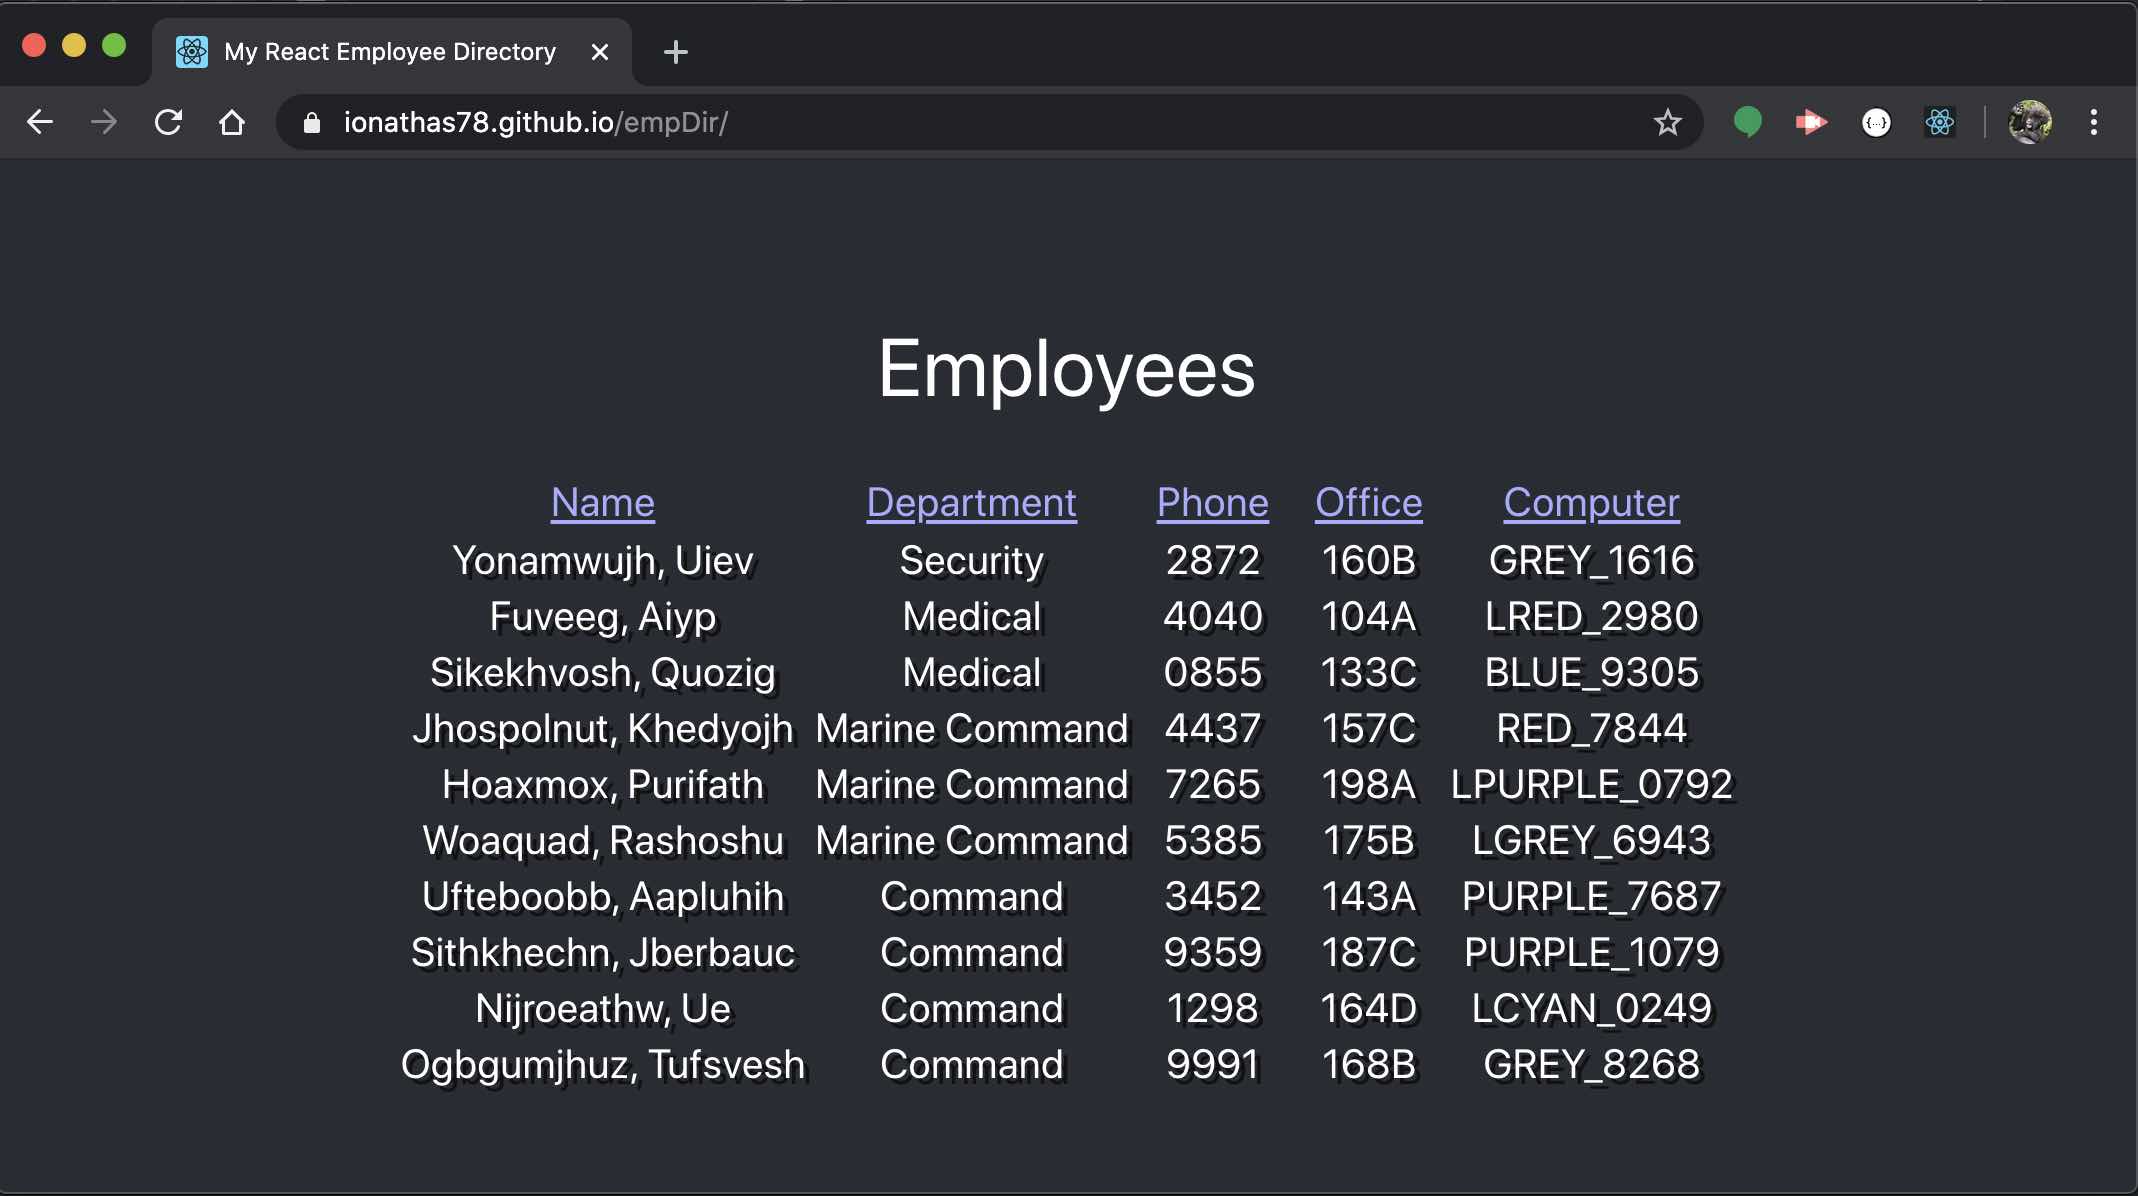 My React Employee Directory
ionathas78.github.io/empDir/
{...}
Employees
Name Department Phone Office Computer
Yonamwujh, Uiev Security 2872 160B GREY_1616
Fuveeg, Aiyp Medical 4040 104A LRED_2980
Sikekhvosh, Quozig Medical 0855 133C BLUE_9305
Jhospolnut, Khedyojh Marine Command 4437 157C RED_7844
Hoaxmox, Purifath Marine Command 7265 198A LPURPLE_0792
Woaquad, Rashoshu Marine Command 5385 175B LGREY_6943
Ufteboobb, Aapluhih Command 3452 143A PURPLE_7687
Sithkhechn, Jberbauc Command 9359 187C PURPLE_1079
Nijroeathw, Ue Command 1298 164D LCYAN_0249
Ogbgumjhuz, Tufsvesh Command 9991 168B GREY_8268